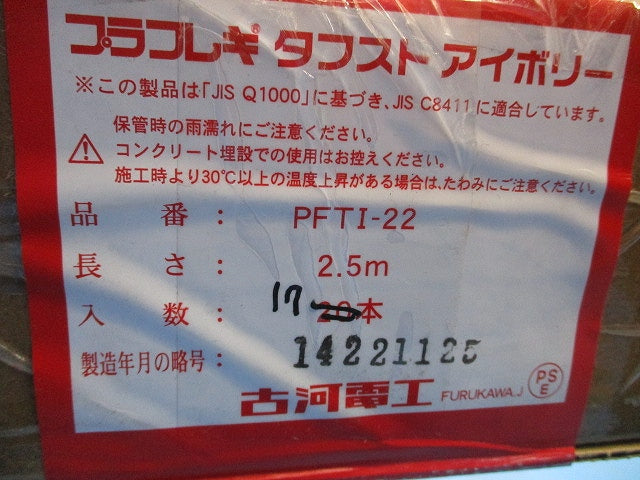 プラフレキ タフスト アイボリー
※この製品は「JIS Q1000」に基づき、JIS C8411に適合しています。
保管時の雨濡れにご注意ください。
コンクリート埋設での使用はお控えください。
施工時より30℃以上の温度上昇がある場合は、たわみにご注意ください。
品 番 : PFTI-22
長 さ : 2.5m
入 数 : 17 20本
製造年月の略号 : 14221125
古河電工 FURUKAWA.J PSE